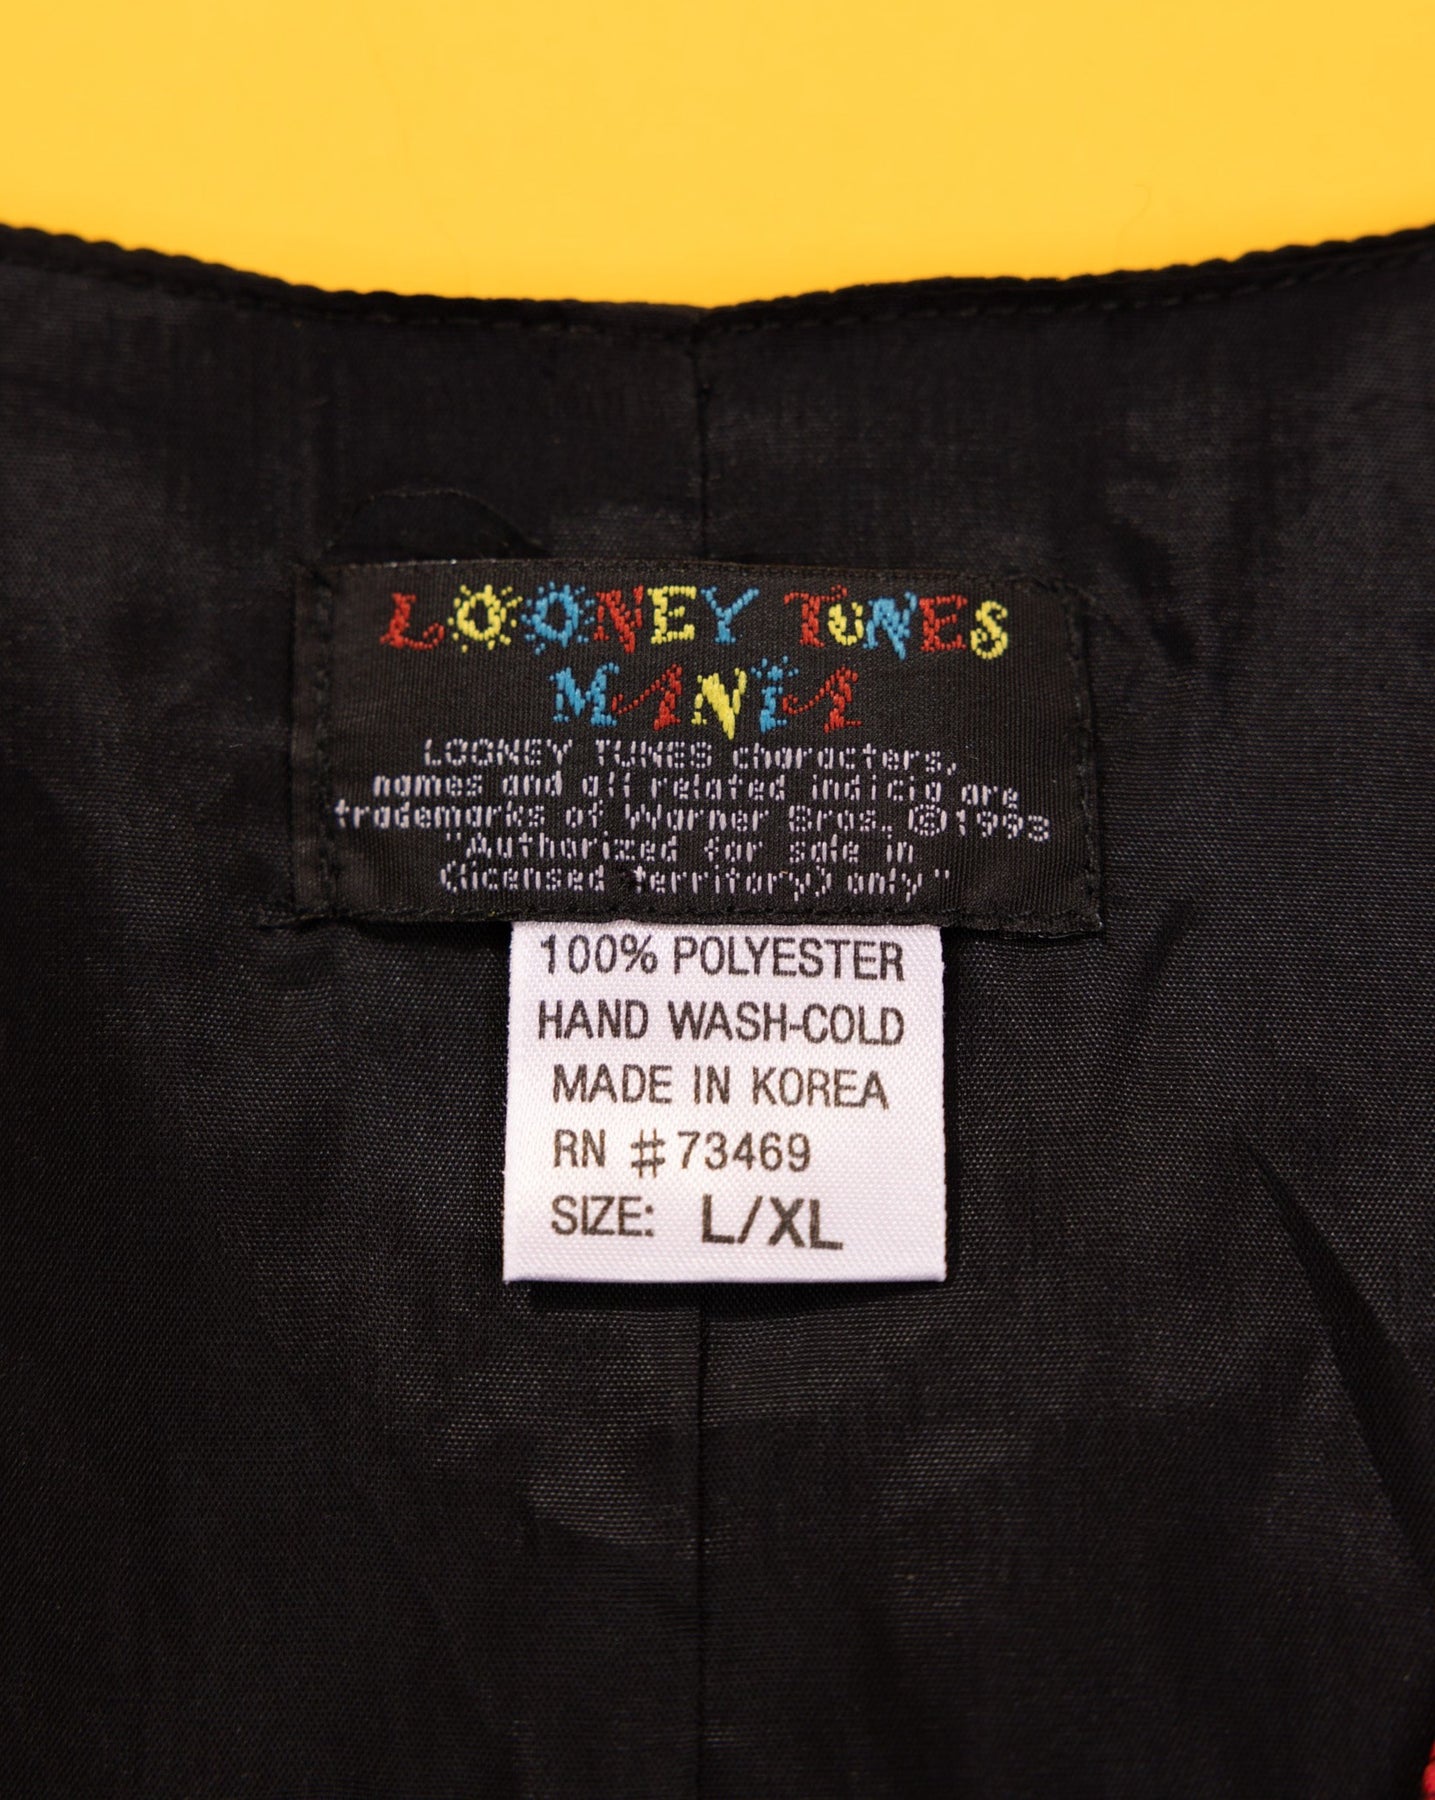 LOONEY TUNES
MANIA
LOONEY TUNES characters,
names and all related indicia are
trademarks of Warner Bros. ©1993
"Authorized for sale in
(licensed territory) only"
100% POLYESTER
HAND WASH-COLD
MADE IN KOREA
RN #73469
SIZE: L/XL